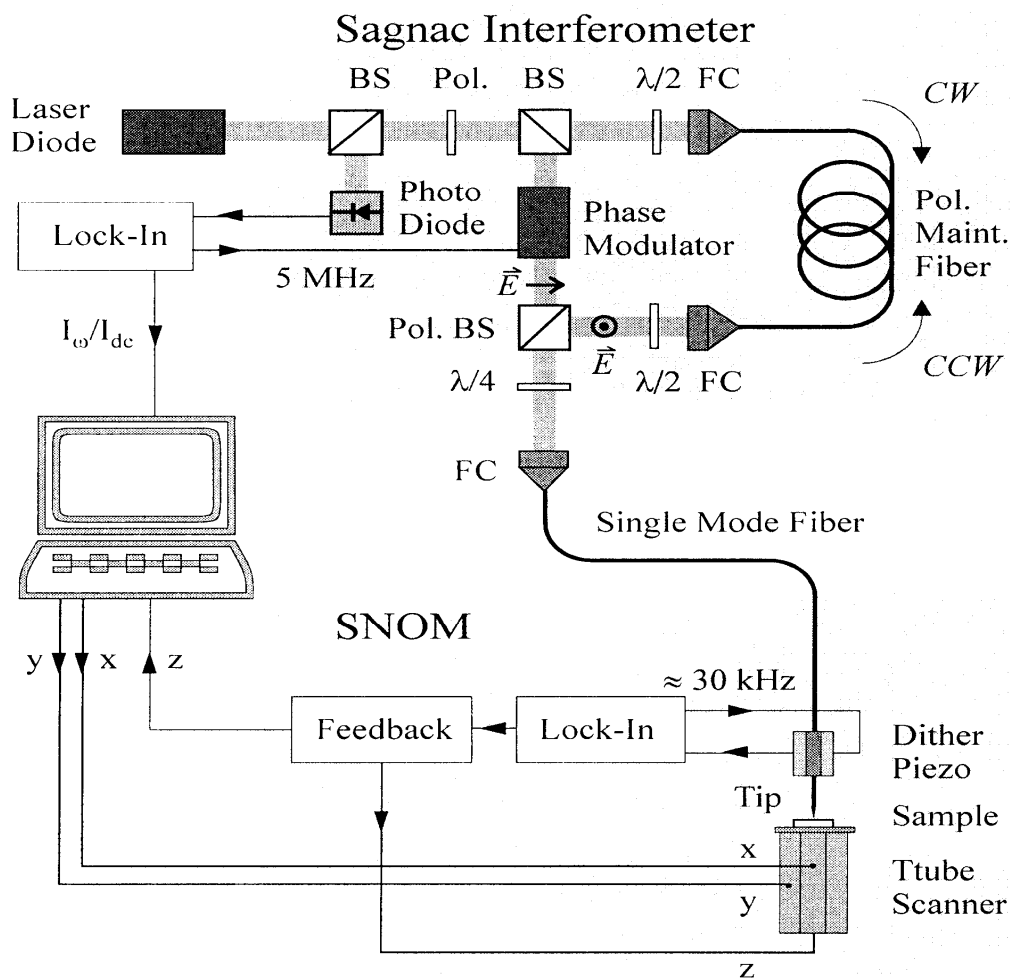 Sagnac Interferometer
BS Pol. BS λ/2 FC
CW
Laser
Diode
Photo
Diode
Phase
Modulator
Pol.
Maint.
Fiber
Lock-In
5 MHz
E⃗
Pol. BS
E⃗
λ/4
λ/2 FC
CCW
Iω/Idc
FC
Single Mode Fiber
SNOM
y x z
≈ 30 kHz
Feedback
Lock-In
Dither
Piezo
Tip
Sample
x
Ttube
Scanner
y
z